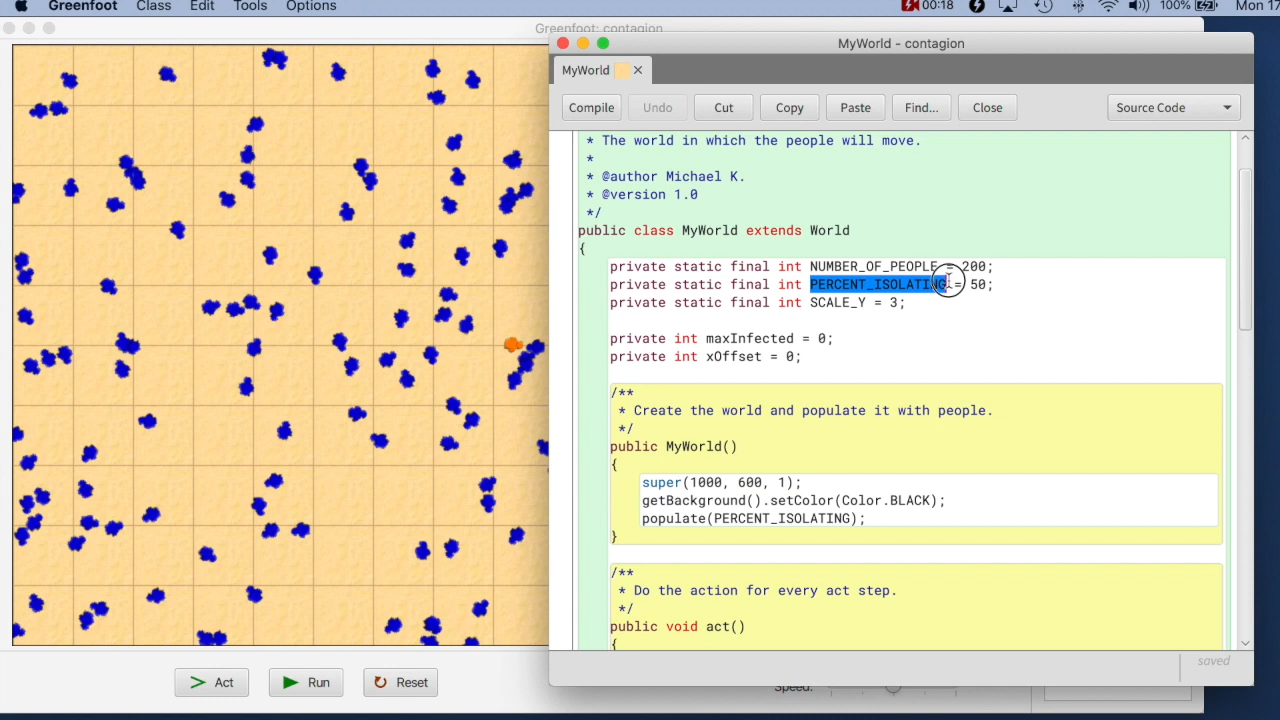 Greenfoot Class Edit Tools Options 00:18 100% Mon 17
Greenfoot: contagion
MyWorld - contagion
MyWorld
Compile Undo Cut Copy Paste Find... Close Source Code
* The world in which the people will move.
*
* @author Michael K.
* @version 1.0
*/
public class MyWorld extends World
{
private static final int NUMBER_OF_PEOPLE = 200;
private static final int PERCENT_ISOLATING = 50;
private static final int SCALE_Y = 3;
private int maxInfected = 0;
private int xOffset = 0;
/**
* Create the world and populate it with people.
*/
public MyWorld()
{
super(1000, 600, 1);
getBackground().setColor(Color.BLACK);
populate(PERCENT_ISOLATING);
}
/**
* Do the action for every act step.
*/
public void act()
{
saved
Act Run Reset Speed: